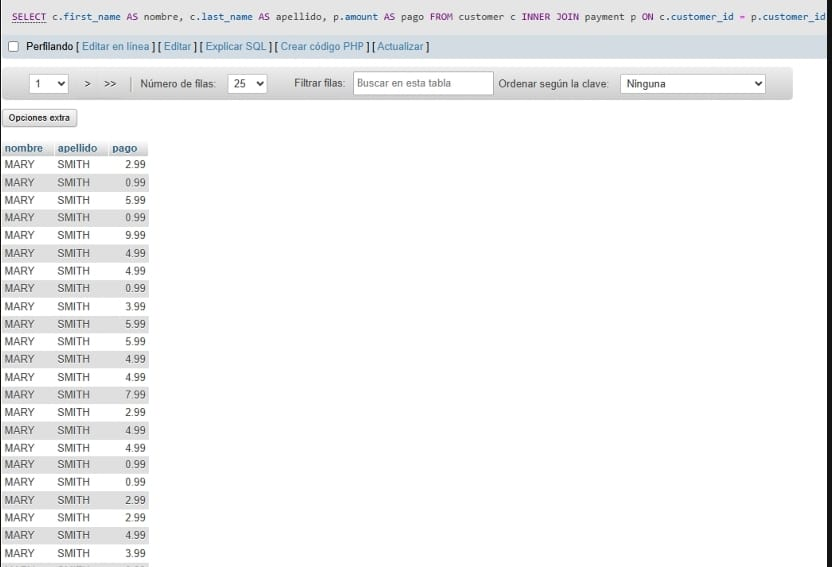 SELECT c.first_name AS nombre, c.last_name AS apellido, p.amount AS pago FROM customer c INNER JOIN payment p ON c.customer_id = p.customer_id
Perfilando [ Editar en línea ] [ Editar ] [ Explicar SQL ] [ Crear código PHP ] [ Actualizar ]
1 > >> Número de filas: 25 Filtrar filas: Buscar en esta tabla Ordenar según la clave: Ninguna
Opciones extra
nombre apellido pago
MARY SMITH 2.99
MARY SMITH 0.99
MARY SMITH 5.99
MARY SMITH 0.99
MARY SMITH 9.99
MARY SMITH 4.99
MARY SMITH 4.99
MARY SMITH 0.99
MARY SMITH 3.99
MARY SMITH 5.99
MARY SMITH 5.99
MARY SMITH 4.99
MARY SMITH 4.99
MARY SMITH 7.99
MARY SMITH 2.99
MARY SMITH 4.99
MARY SMITH 4.99
MARY SMITH 0.99
MARY SMITH 0.99
MARY SMITH 2.99
MARY SMITH 2.99
MARY SMITH 4.99
MARY SMITH 3.99